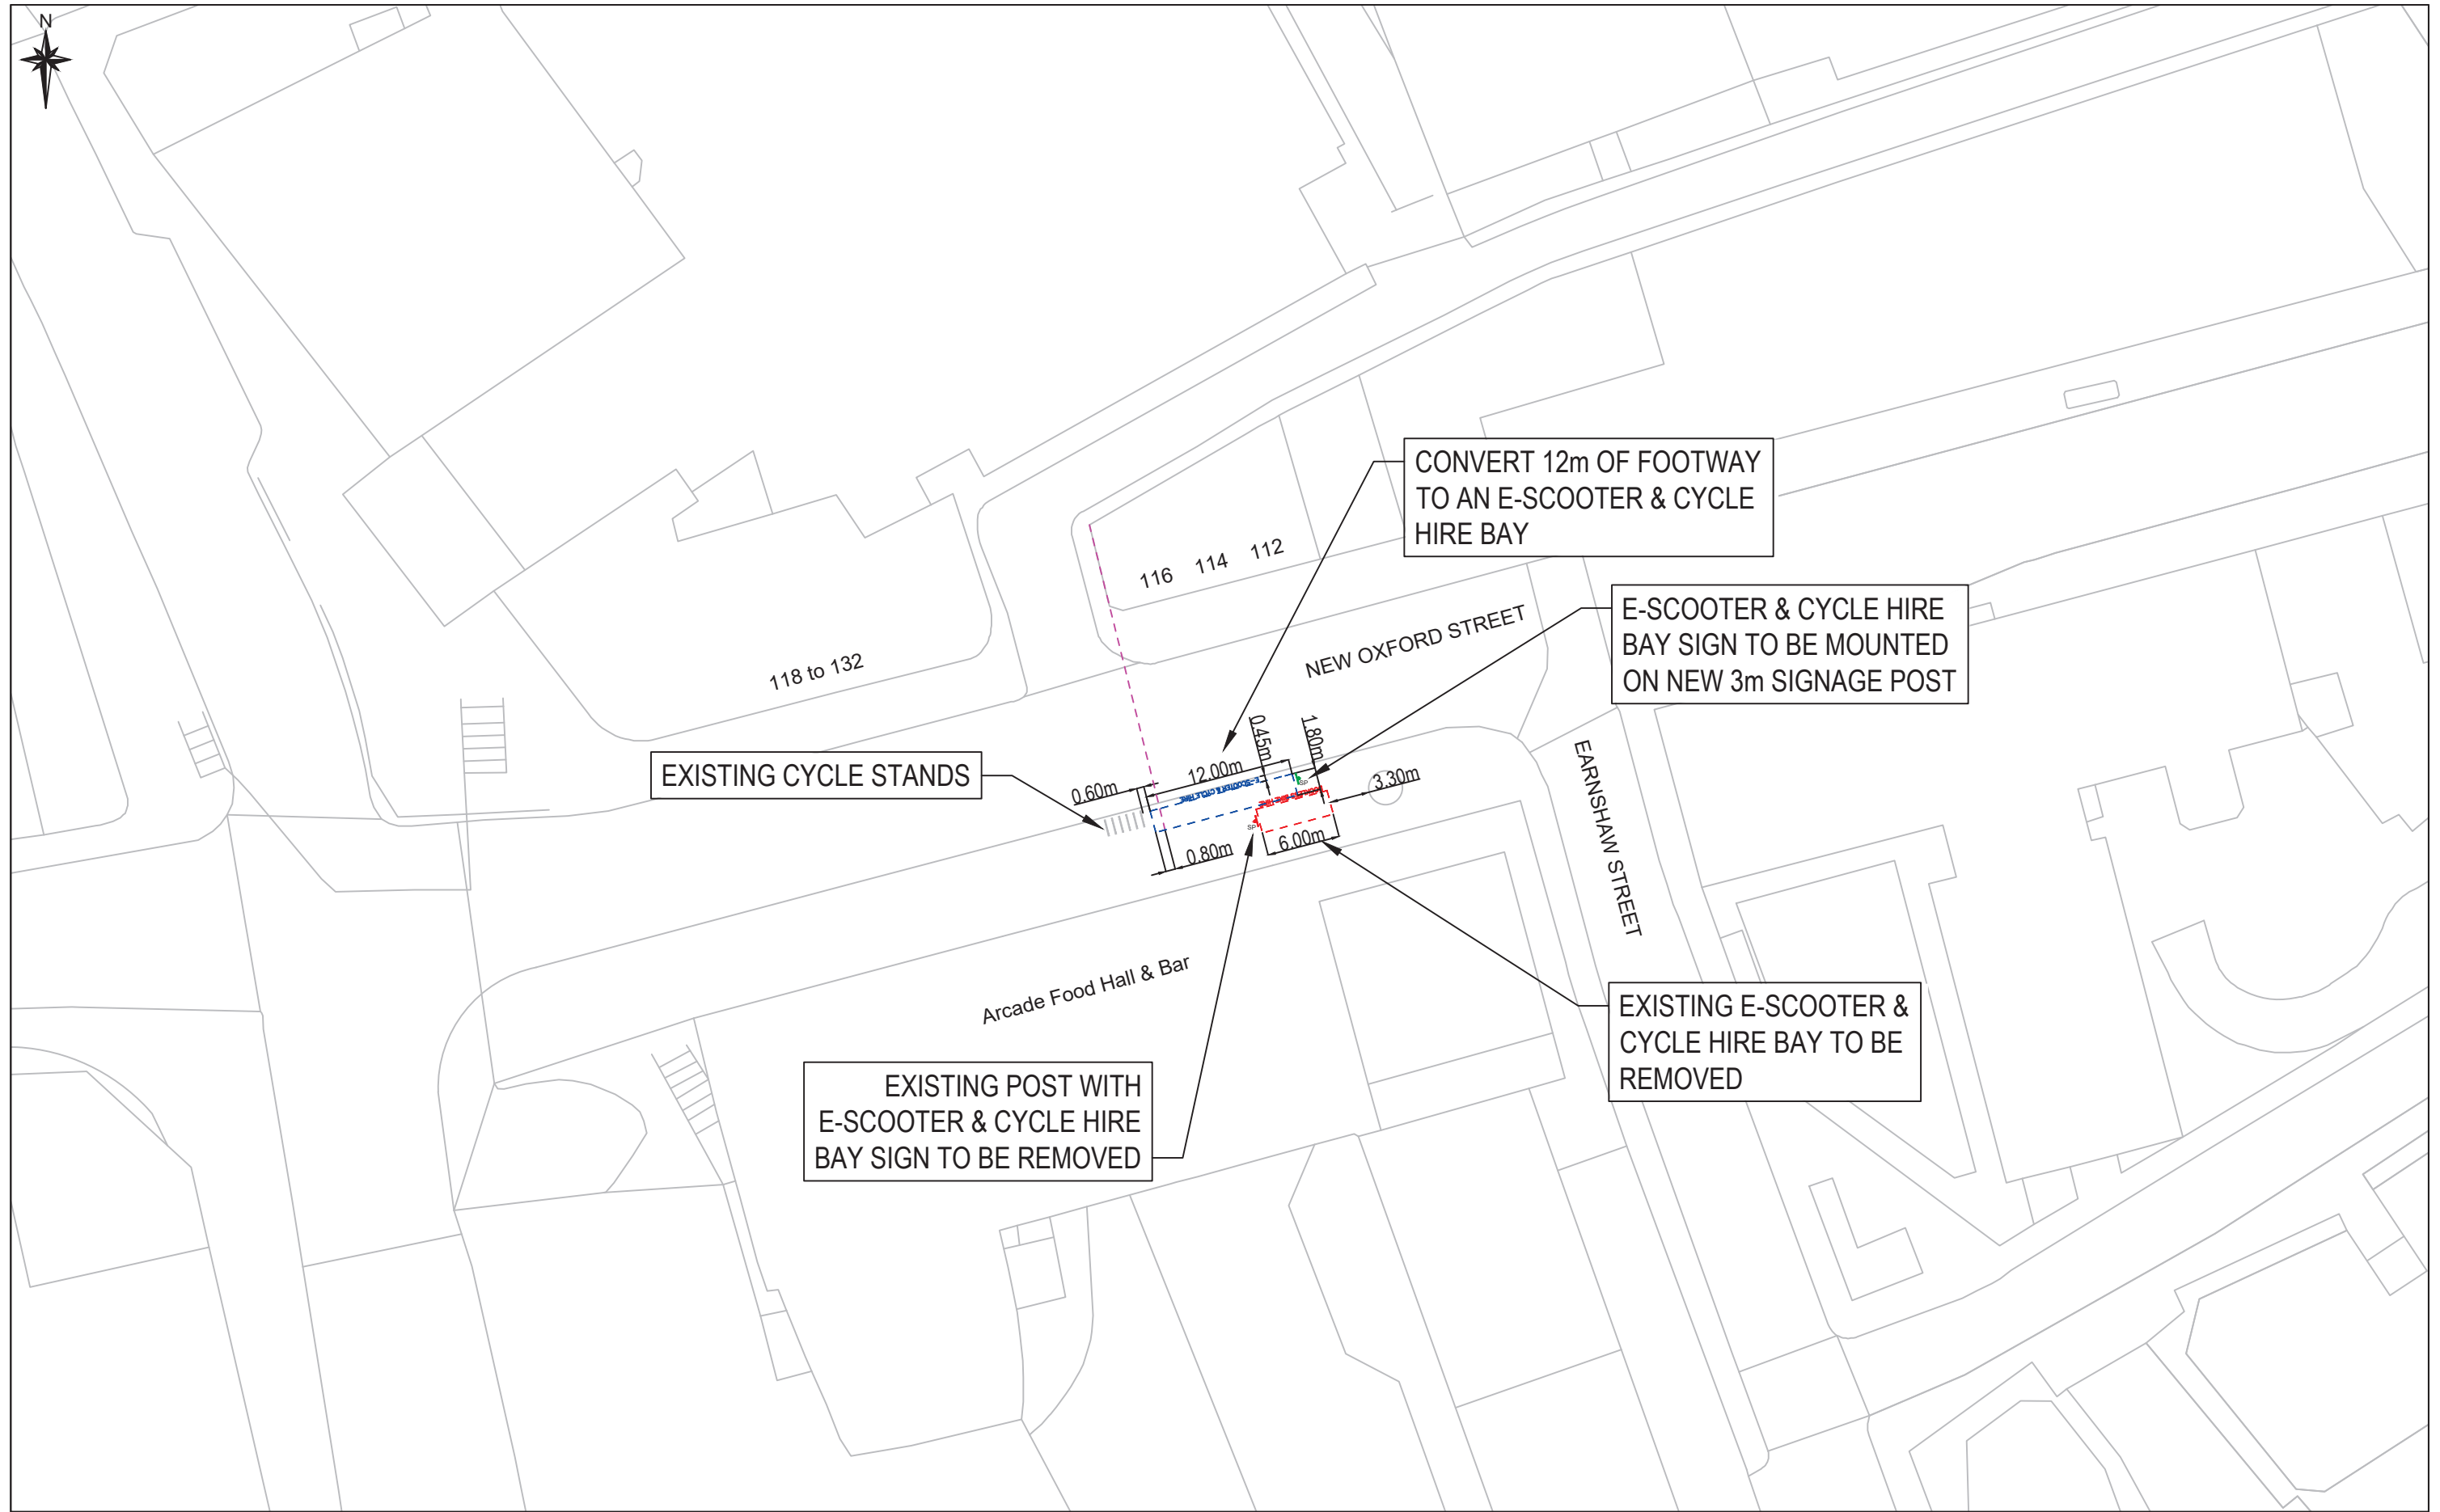 N
CONVERT 12m OF FOOTWAY
TO AN E-SCOOTER & CYCLE
HIRE BAY
116 114 112
E-SCOOTER & CYCLE HIRE
BAY SIGN TO BE MOUNTED
ON NEW 3m SIGNAGE POST
NEW OXFORD STREET
118 to 132
EXISTING CYCLE STANDS
0.60m
12.00m
0.45m
1.80m
3.30m
SP
SP
0.80m
6.00m
EARNSHAW STREET
Arcade Food Hall & Bar
EXISTING E-SCOOTER &
CYCLE HIRE BAY TO BE
REMOVED
EXISTING POST WITH
E-SCOOTER & CYCLE HIRE
BAY SIGN TO BE REMOVED